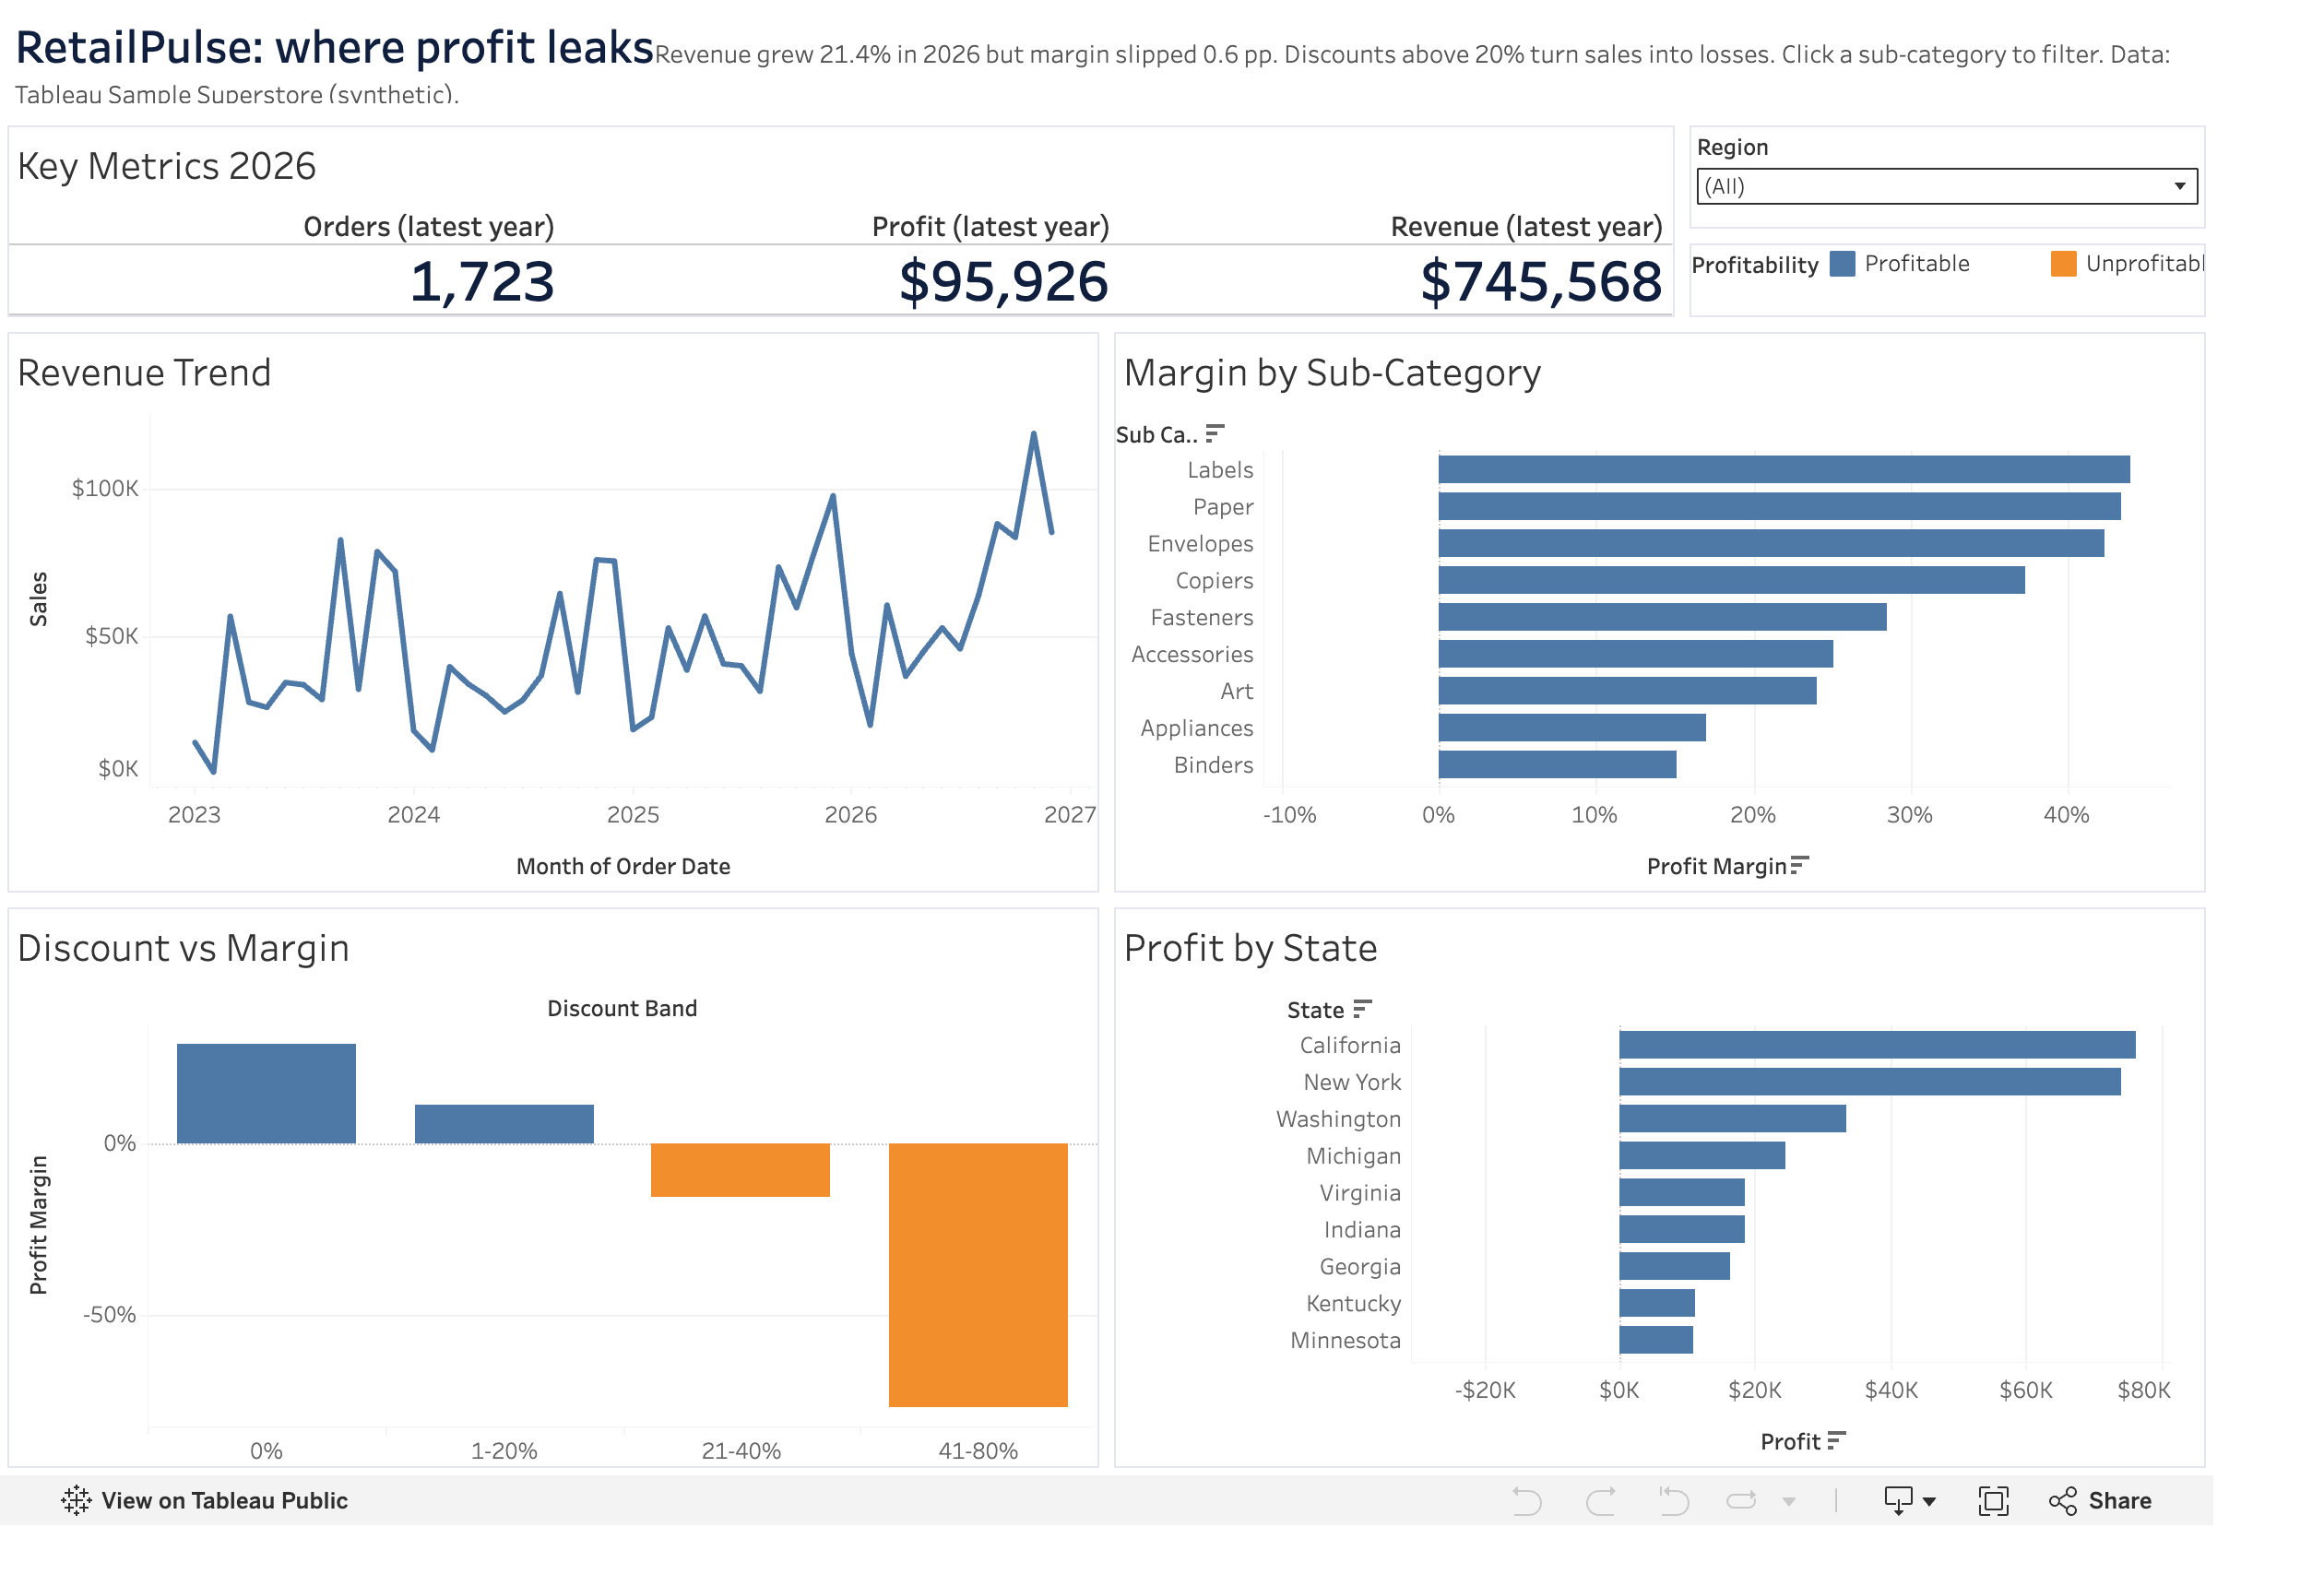 RetailPulse: where profit leaks Revenue grew 21.4% in 2026 but margin slipped 0.6 pp. Discounts above 20% turn sales into losses. Click a sub-category to filter. Data:
Tableau Sample Superstore (synthetic).
Key Metrics 2026
Orders (latest year) Profit (latest year) Revenue (latest year)
1,723 $95,926 $745,568
Region
(All)
Profitability Profitable Unprofitabl
Revenue Trend
Sales
$100K
$50K
$0K
2023 2024 2025 2026 2027
Month of Order Date
Margin by Sub-Category
Sub Ca..
Labels
Paper
Envelopes
Copiers
Fasteners
Accessories
Art
Appliances
Binders
-10% 0% 10% 20% 30% 40%
Profit Margin
Discount vs Margin
Discount Band
Profit Margin
0%
-50%
0% 1-20% 21-40% 41-80%
Profit by State
State
California
New York
Washington
Michigan
Virginia
Indiana
Georgia
Kentucky
Minnesota
-$20K $0K $20K $40K $60K $80K
Profit
View on Tableau Public
Share